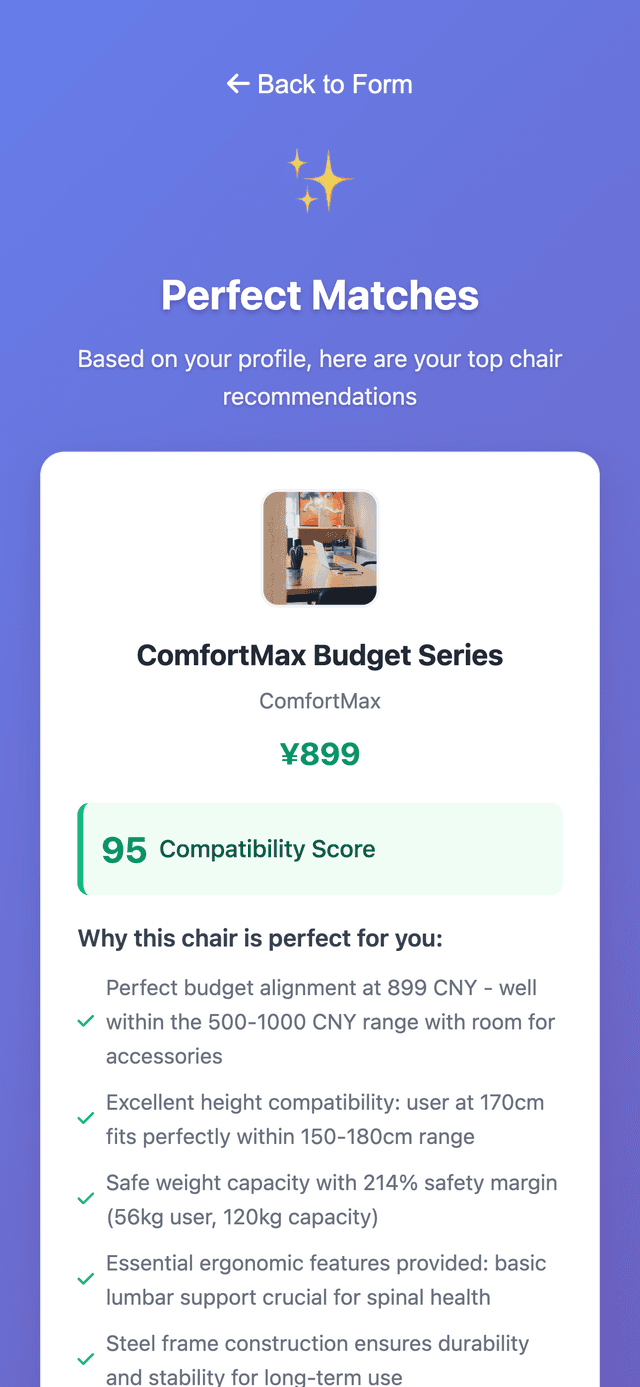 ← Back to Form
Perfect Matches
Based on your profile, here are your top chair
recommendations
ComfortMax Budget Series
ComfortMax
¥899
95 Compatibility Score
Why this chair is perfect for you:
Perfect budget alignment at 899 CNY - well
within the 500-1000 CNY range with room for
accessories
Excellent height compatibility: user at 170cm
fits perfectly within 150-180cm range
Safe weight capacity with 214% safety margin
(56kg user, 120kg capacity)
Essential ergonomic features provided: basic
lumbar support crucial for spinal health
Steel frame construction ensures durability
and stability for long-term use